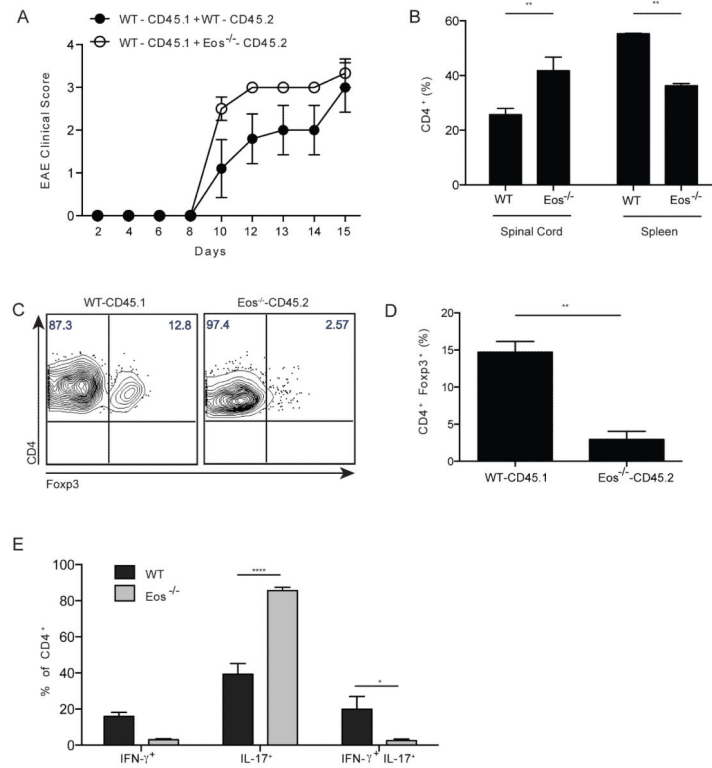 A
WT - CD45.1 + WT - CD45.2
WT - CD45.1 + Eos-/- - CD45.2
EAE Clinical Score
4
3
2
1
0
2 4 6 8 10 12 13 14 15
Days
B
**
**
CD4+ (%)
60
40
20
0
WT Eos-/- WT Eos-/-
Spinal Cord Spleen
C
WT-CD45.1 Eos-/--CD45.2
87.3 12.8 97.4 2.57
CD4
Foxp3
D
**
CD4+ Foxp3+ (%)
20
15
10
5
0
WT-CD45.1 Eos-/--CD45.2
E
WT
Eos-/-
****
*
% of CD4+
100
80
60
40
20
0
IFN-γ+ IL-17+ IFN-γ+ IL-17+